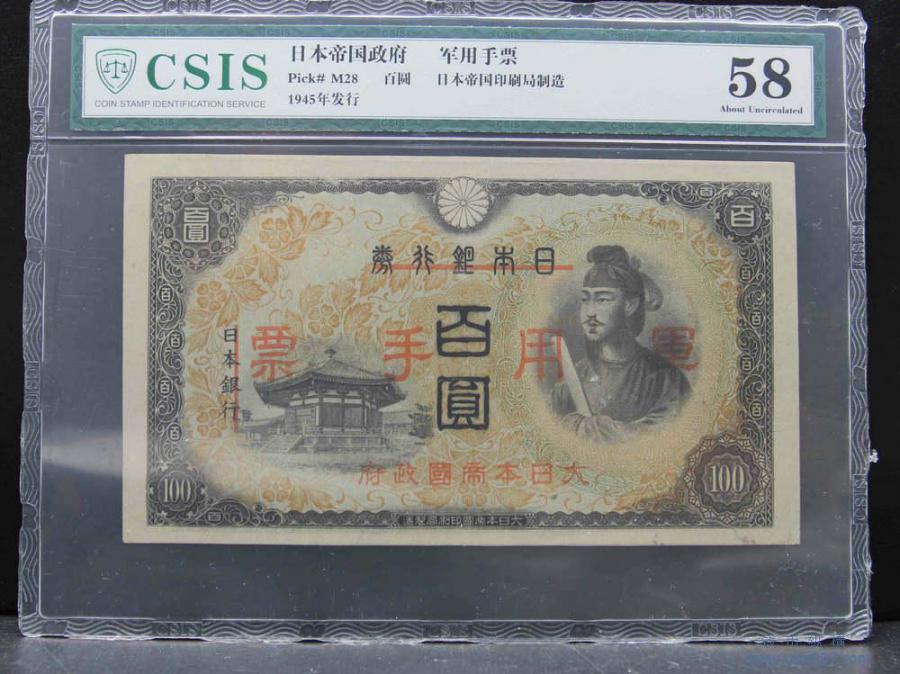 CSIS
COIN STAMP IDENTIFICATION SERVICE
日本帝国政府 军用手票
Pick# M28 百圓 日本帝国印刷局制造
1945年发行
58
About Uncirculated
百圓
百
券行銀本日
百圓
日本銀行
票手用軍
府政國帝本大日
100
100